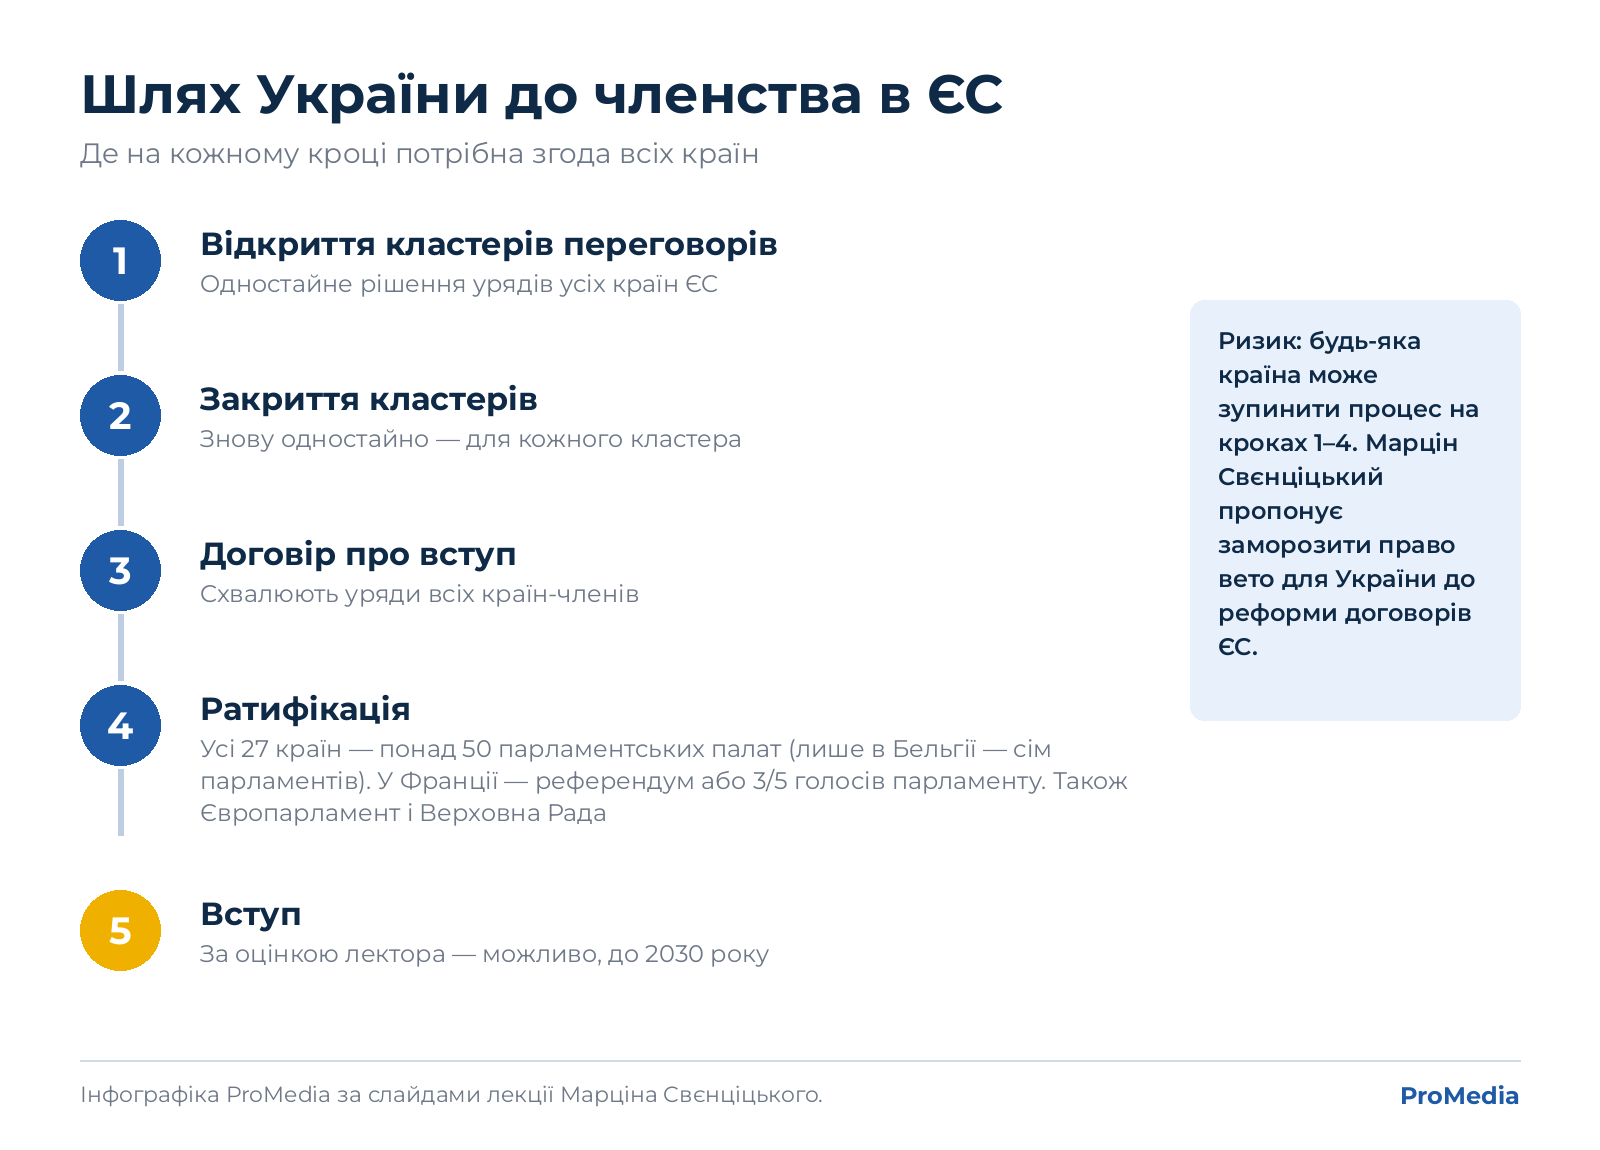 Шлях України до членства в ЄС
Де на кожному кроці потрібна згода всіх країн
1
Відкриття кластерів переговорів
Одностайне рішення урядів усіх країн ЄС
2
Закриття кластерів
Знову одностайно — для кожного кластера
3
Договір про вступ
Схвалюють уряди всіх країн-членів
4
Ратифікація
Усі 27 країн — понад 50 парламентських палат (лише в Бельгії — сім
парламентів). У Франції — референдум або 3/5 голосів парламенту. Також
Європарламент і Верховна Рада
5
Вступ
За оцінкою лектора — можливо, до 2030 року
Ризик: будь-яка
країна може
зупинити процес на
кроках 1–4. Марцін
Свєнціцький
пропонує
заморозити право
вето для України до
реформи договорів
ЄС.
Інфографіка ProMedia за слайдами лекції Марціна Свєнціцького.
ProMedia